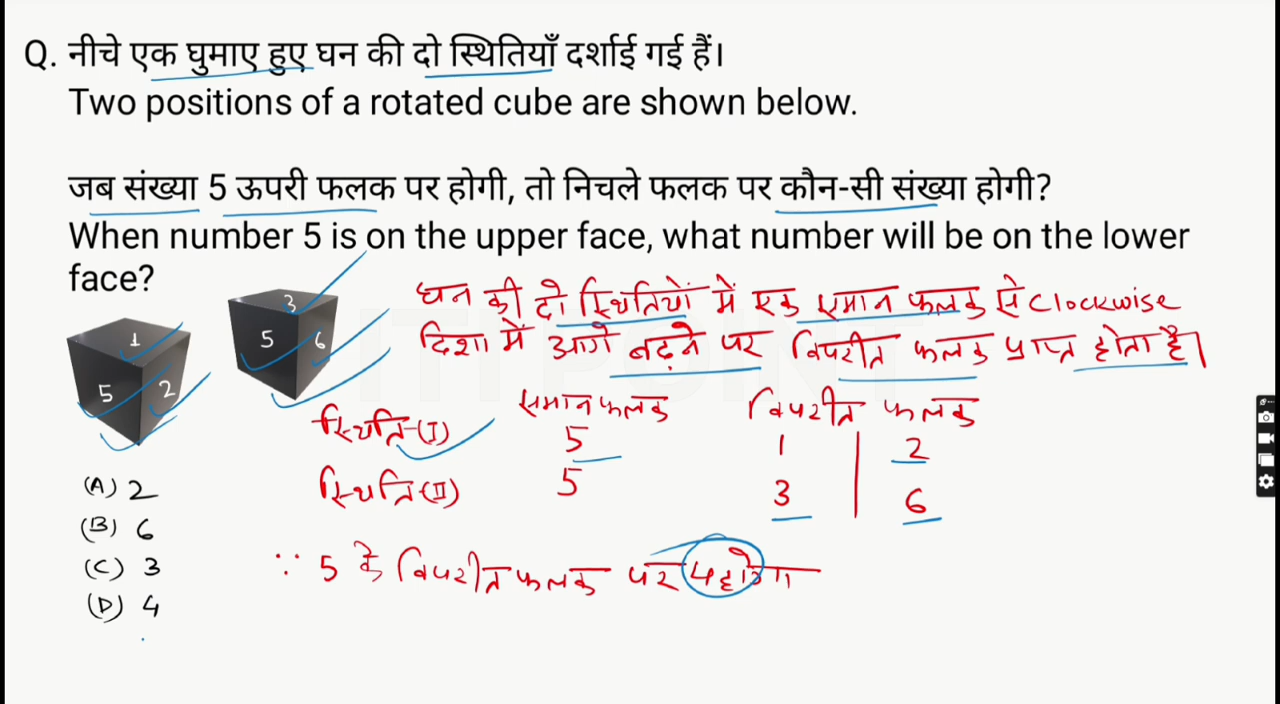 Q. नीचे एक घुमाए हुए घन की दो स्थितियाँ दर्शाई गई हैं।
Two positions of a rotated cube are shown below.
जब संख्या 5 ऊपरी फलक पर होगी, तो निचले फलक पर कौन-सी संख्या होगी?
When number 5 is on the upper face, what number will be on the lower
face?
1
5 2
3
5 6
घन की दो स्थितियों में एक समान फलक से clockwise
दिशा में आगे बढ़ने पर विपरीत फलक प्राप्त होता है।
समान फलक विपरीत फलक
स्थिति-(I) 5 1 | 2
स्थिति(II) 5 3 | 6
∵ 5 के विपरीत फलक पर 4 होगा
(A) 2
(B) 6
(C) 3
(D) 4